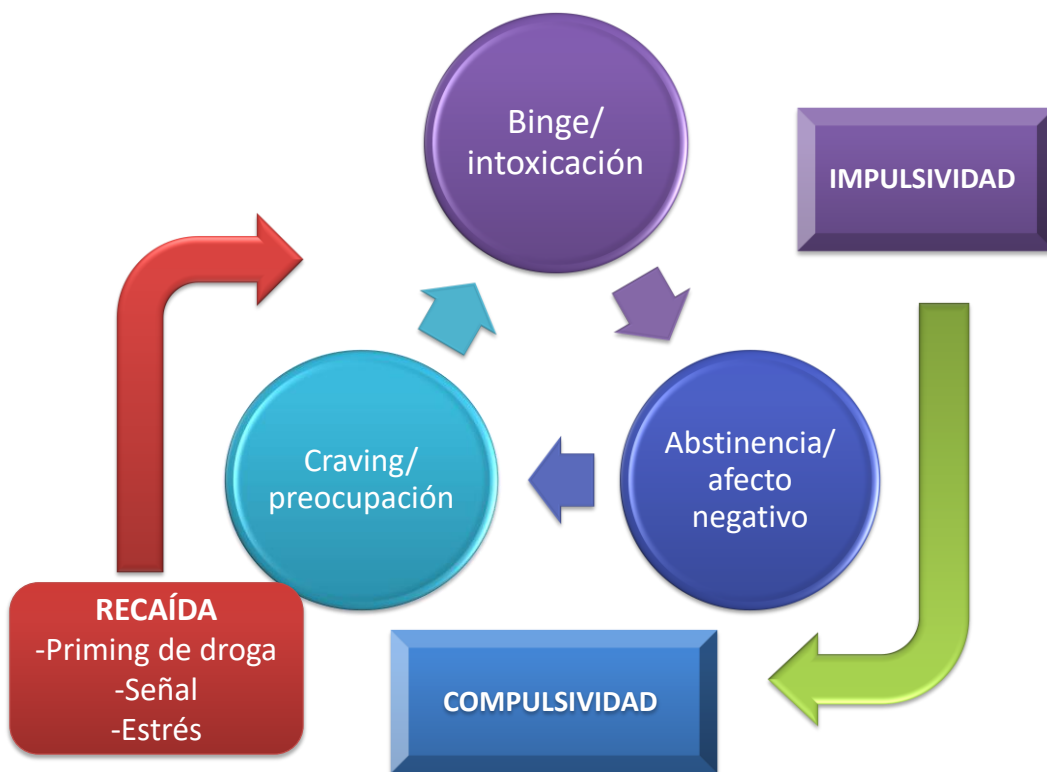 Binge/
intoxicación
IMPULSIVIDAD
Craving/
preocupación
Abstinencia/
afecto
negativo
RECAÍDA
-Priming de droga
-Señal
-Estrés
COMPULSIVIDAD